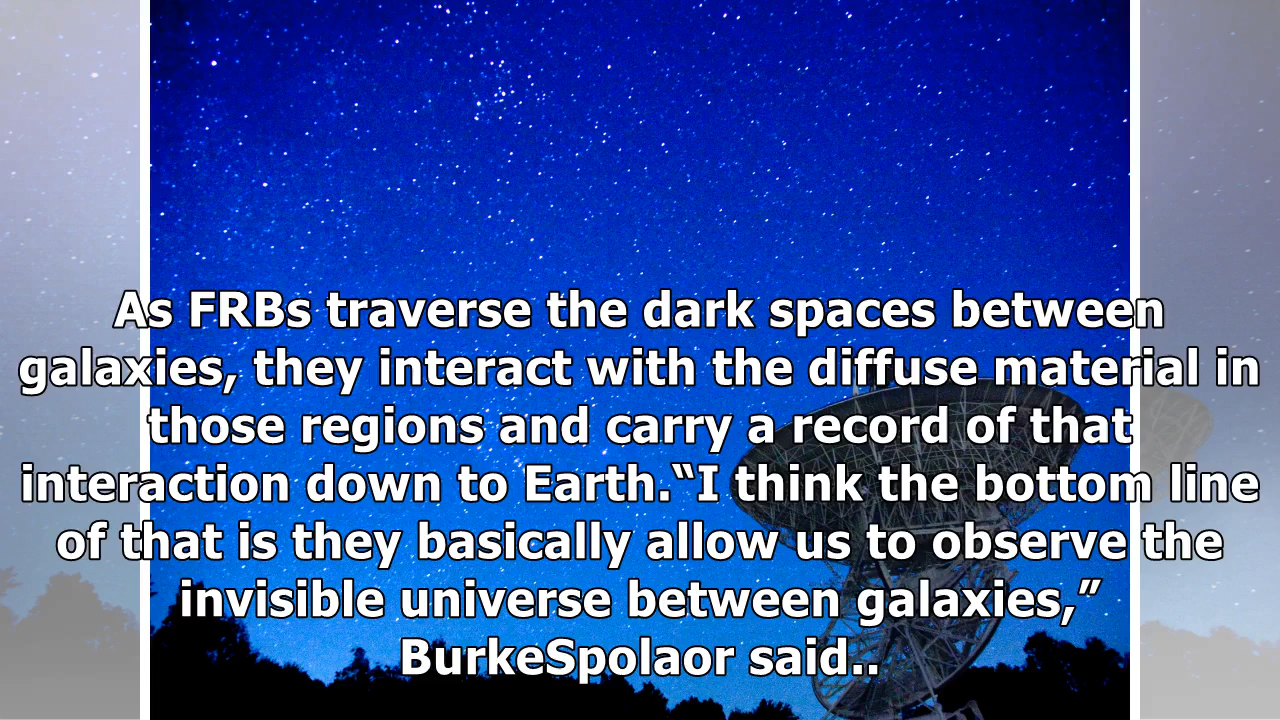 As FRBs traverse the dark spaces between
galaxies, they interact with the diffuse material in
those regions and carry a record of that
interaction down to Earth.“I think the bottom line
of that is they basically allow us to observe the
invisible universe between galaxies,”
BurkeSpolaor said..